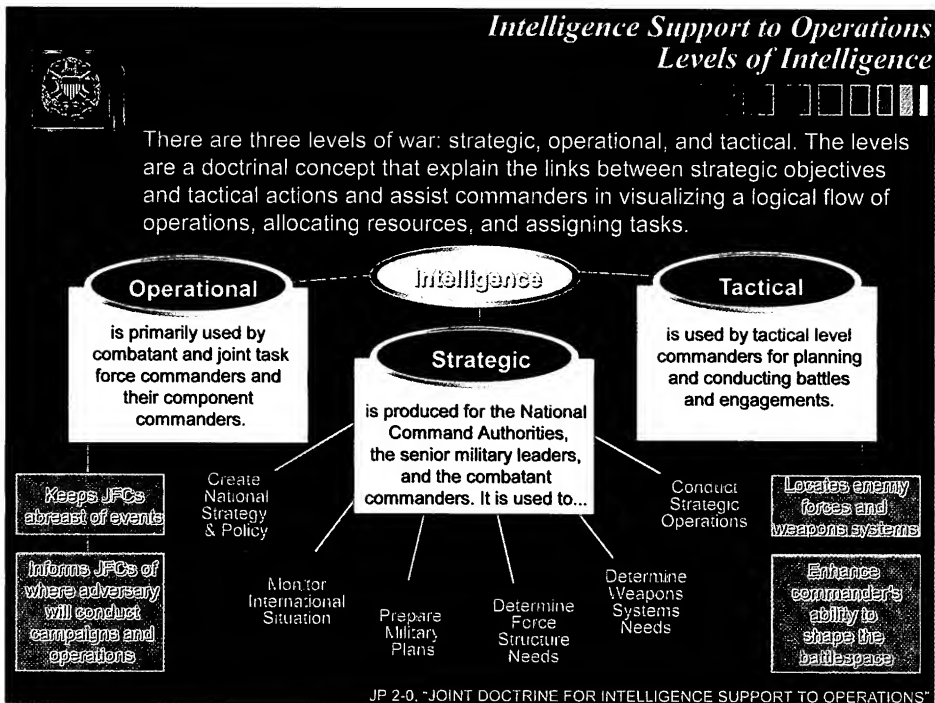 Intelligence Support to Operations
Levels of Intelligence
There are three levels of war: strategic, operational, and tactical. The levels
are a doctrinal concept that explain the links between strategic objectives
and tactical actions and assist commanders in visualizing a logical flow of
operations, allocating resources, and assigning tasks.
Intelligence
Operational
is primarily used by
combatant and joint task
force commanders and
their component
commanders.
Keeps JFCs
abreast of events
Informs JFCs of
where adversary
will conduct
campaigns and
operations
Strategic
is produced for the National
Command Authorities,
the senior military leaders,
and the combatant
commanders. It is used to...
Create
National
Strategy
& Policy
Monitor
International
Situation
Prepare
Military
Plans
Determine
Force
Structure
Needs
Determine
Weapons
Systems
Needs
Conduct
Strategic
Operations
Tactical
is used by tactical level
commanders for planning
and conducting battles
and engagements.
Locates enemy
forces and
weapons systems
Enhance
commander's
ability to
shape the
battlespace
JP 2-0, "JOINT DOCTRINE FOR INTELLIGENCE SUPPORT TO OPERATIONS"